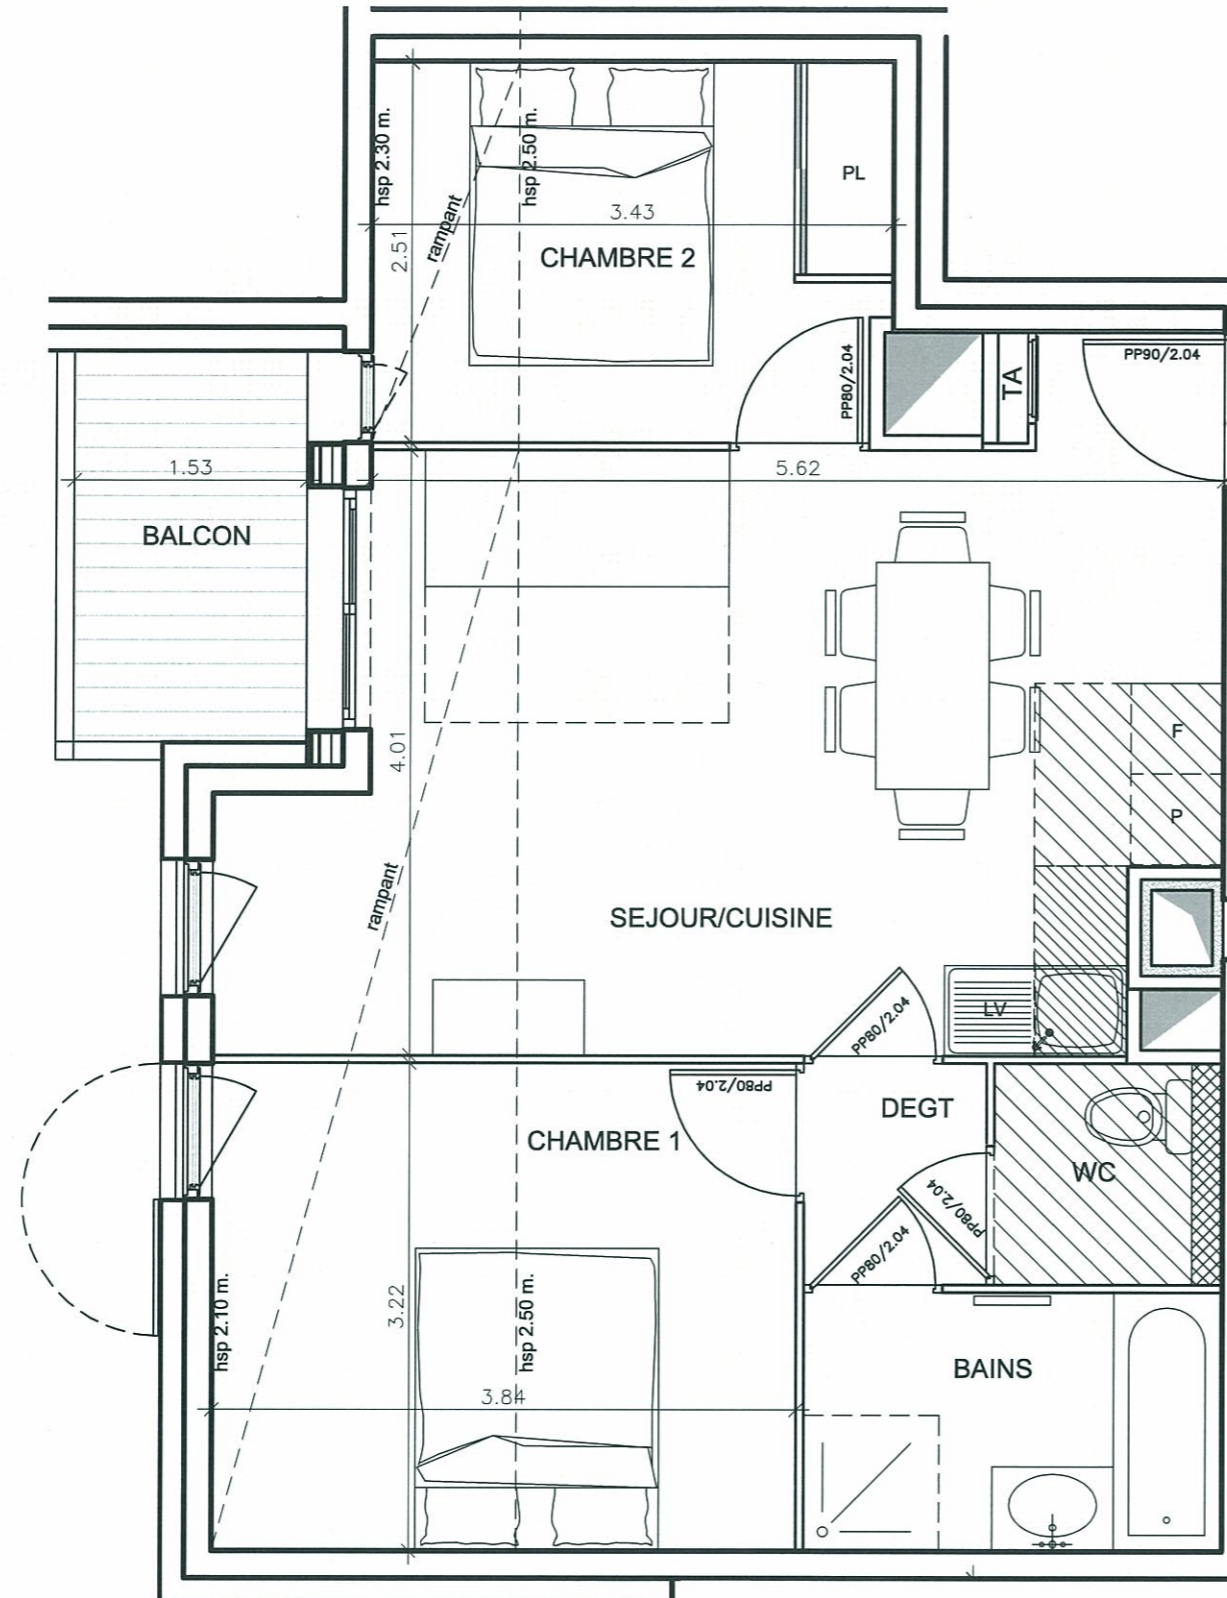 hsp 2.30 m.
hsp 2.50 m.
PL
rampant
3.43
2.51
CHAMBRE 2
PP80/2.04
TA
PP90/2.04
1.53
5.62
BALCON
F
4.01
P
rampant
SEJOUR/CUISINE
LV
PP80/2.04
PP80/2.04
DEGT
CHAMBRE 1
WC
PP80/2.04
PP80/2.04
hsp 2.10 m.
3.22
hsp 2.50 m.
BAINS
3.84